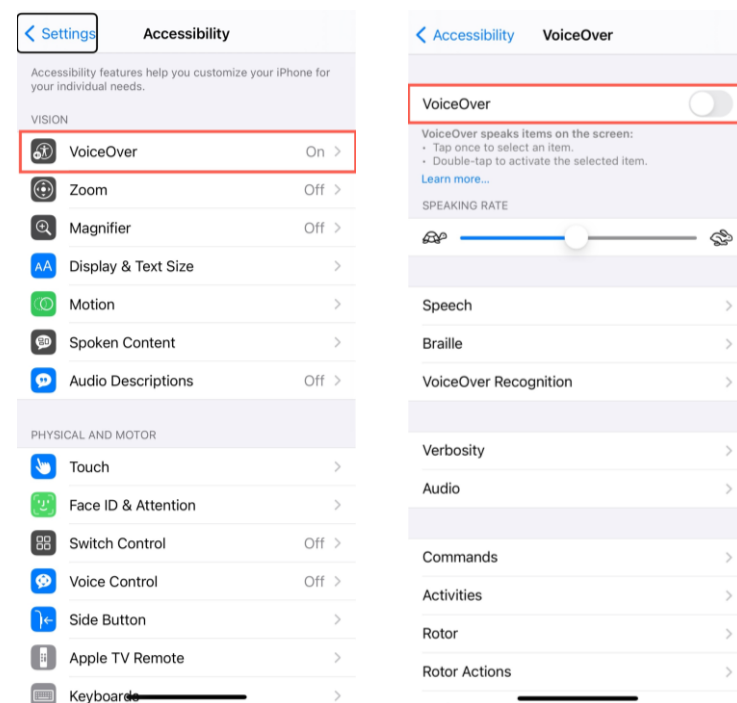 Settings
Accessibility
Accessibility features help you customize your iPhone for
your individual needs.
VISION
VoiceOver On
Zoom Off
Magnifier Off
AA Display & Text Size
Motion
Spoken Content
Audio Descriptions Off
PHYSICAL AND MOTOR
Touch
Face ID & Attention
Switch Control Off
Voice Control Off
Side Button
Apple TV Remote
Keyboards
Accessibility
VoiceOver
VoiceOver
VoiceOver speaks items on the screen:
• Tap once to select an item.
• Double-tap to activate the selected item.
Learn more...
SPEAKING RATE
Speech
Braille
VoiceOver Recognition
Verbosity
Audio
Commands
Activities
Rotor
Rotor Actions